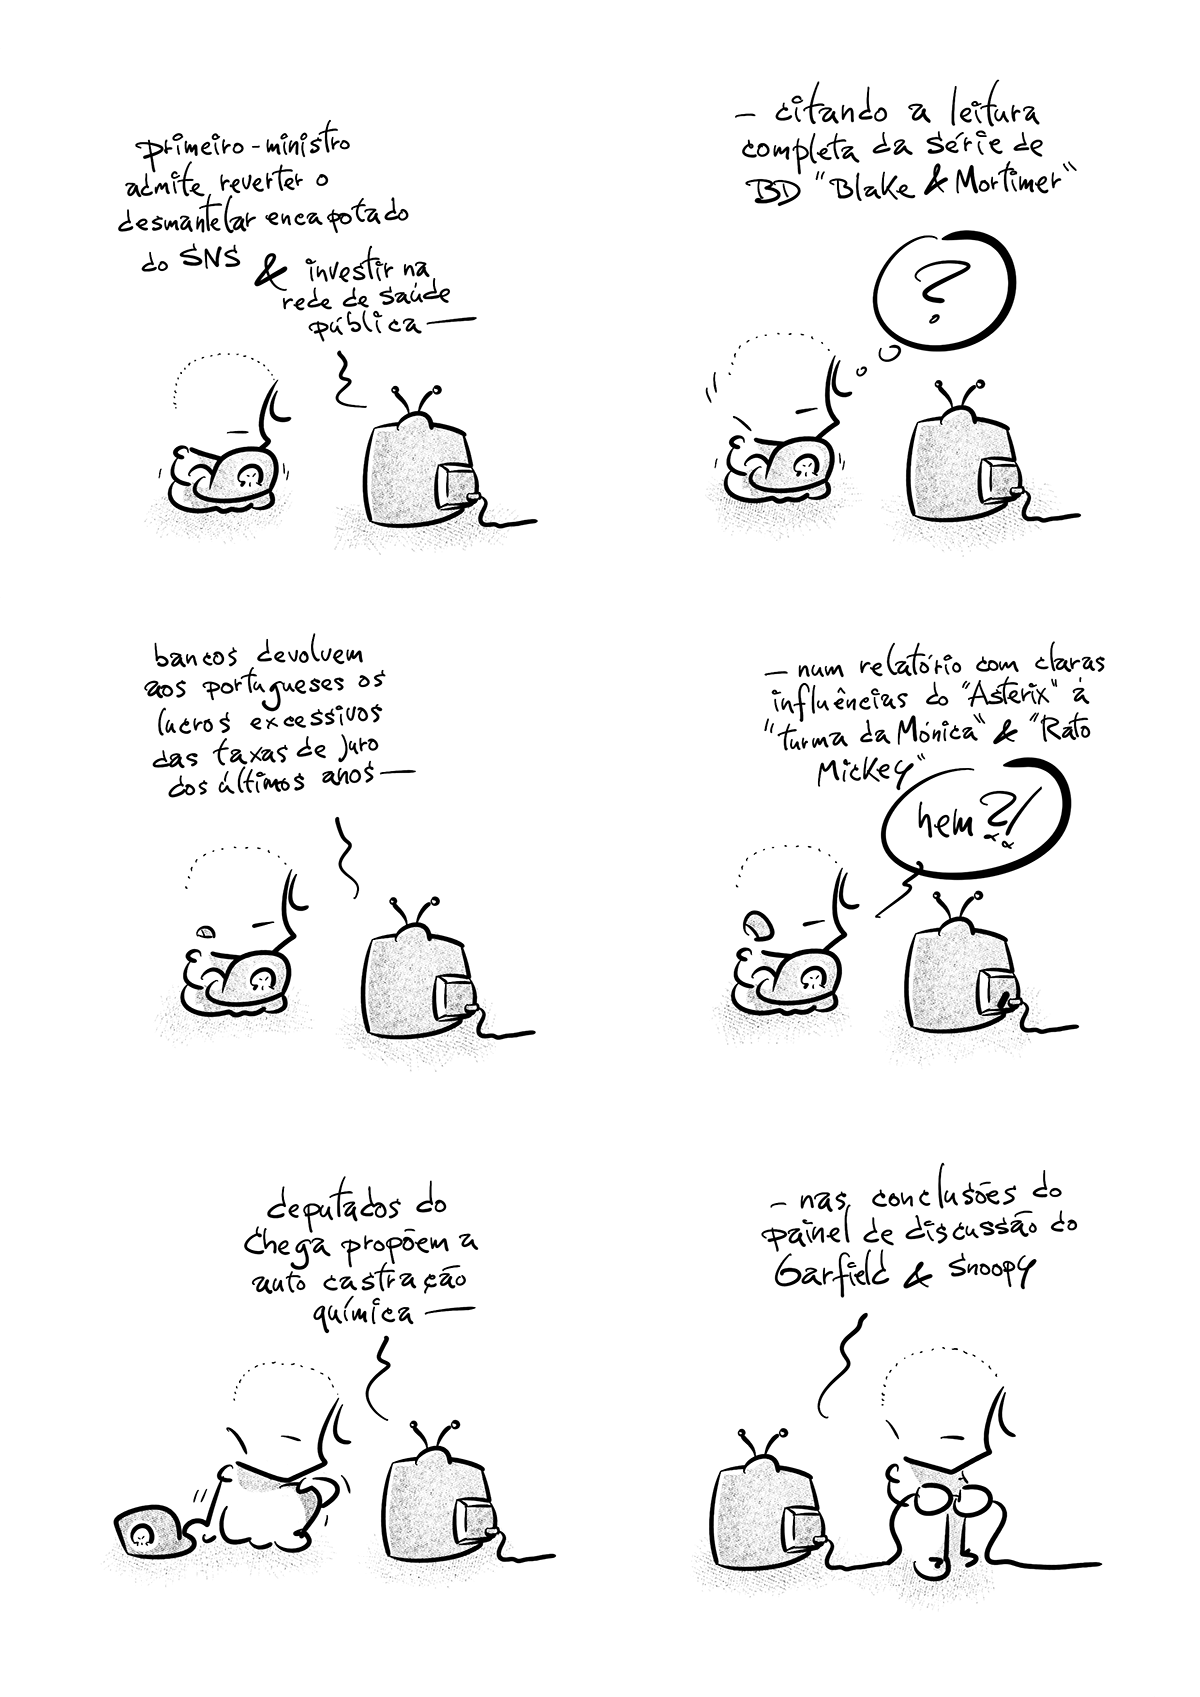 primeiro-ministro
admite reverter o
desmantelar encapotado
do SNS & investir na
rede de saúde
pública —
— citando a leitura
completa da série de
BD "Blake & Mortimer"
?
bancos devolvem
aos portugueses os
lucros excessivos
das taxas de juro
dos últimos anos —
— num relatório com claras
influências do "Asterix" à
"turma da Mónica" & "Rato
Mickey"
hem?!
deputados do
Chega propõem a
auto castração
química —
— nas conclusões do
painel de discussão do
Garfield & Snoopy